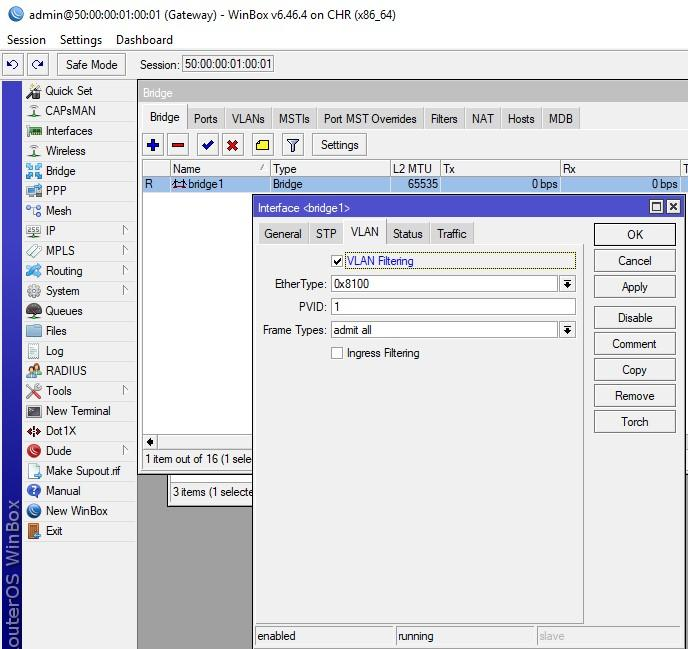 admin@50:00:00:01:00:01 (Gateway) - WinBox v6.46.4 on CHR (x86_64)
Session Settings Dashboard
Safe Mode Session: 50:00:00:01:00:01
Quick Set
CAPsMAN
Interfaces
Wireless
Bridge
PPP
Mesh
IP
MPLS
Routing
System
Queues
Files
Log
RADIUS
Tools
New Terminal
Dot1X
Dude
Make Supout.rif
Manual
New WinBox
Exit
outerOS WinBox
Bridge
Bridge Ports VLANs MSTIs Port MST Overrides Filters NAT Hosts MDB
Settings
Name Type L2 MTU Tx Rx T
R bridge1 Bridge 65535 0 bps 0 bps
1 item out of 16 (1 sele
3 items (1 selecte
Interface <bridge1>
General STP VLAN Status Traffic
VLAN Filtering
EtherType: 0x8100
PVID: 1
Frame Types: admit all
Ingress Filtering
OK
Cancel
Apply
Disable
Comment
Copy
Remove
Torch
enabled running slave